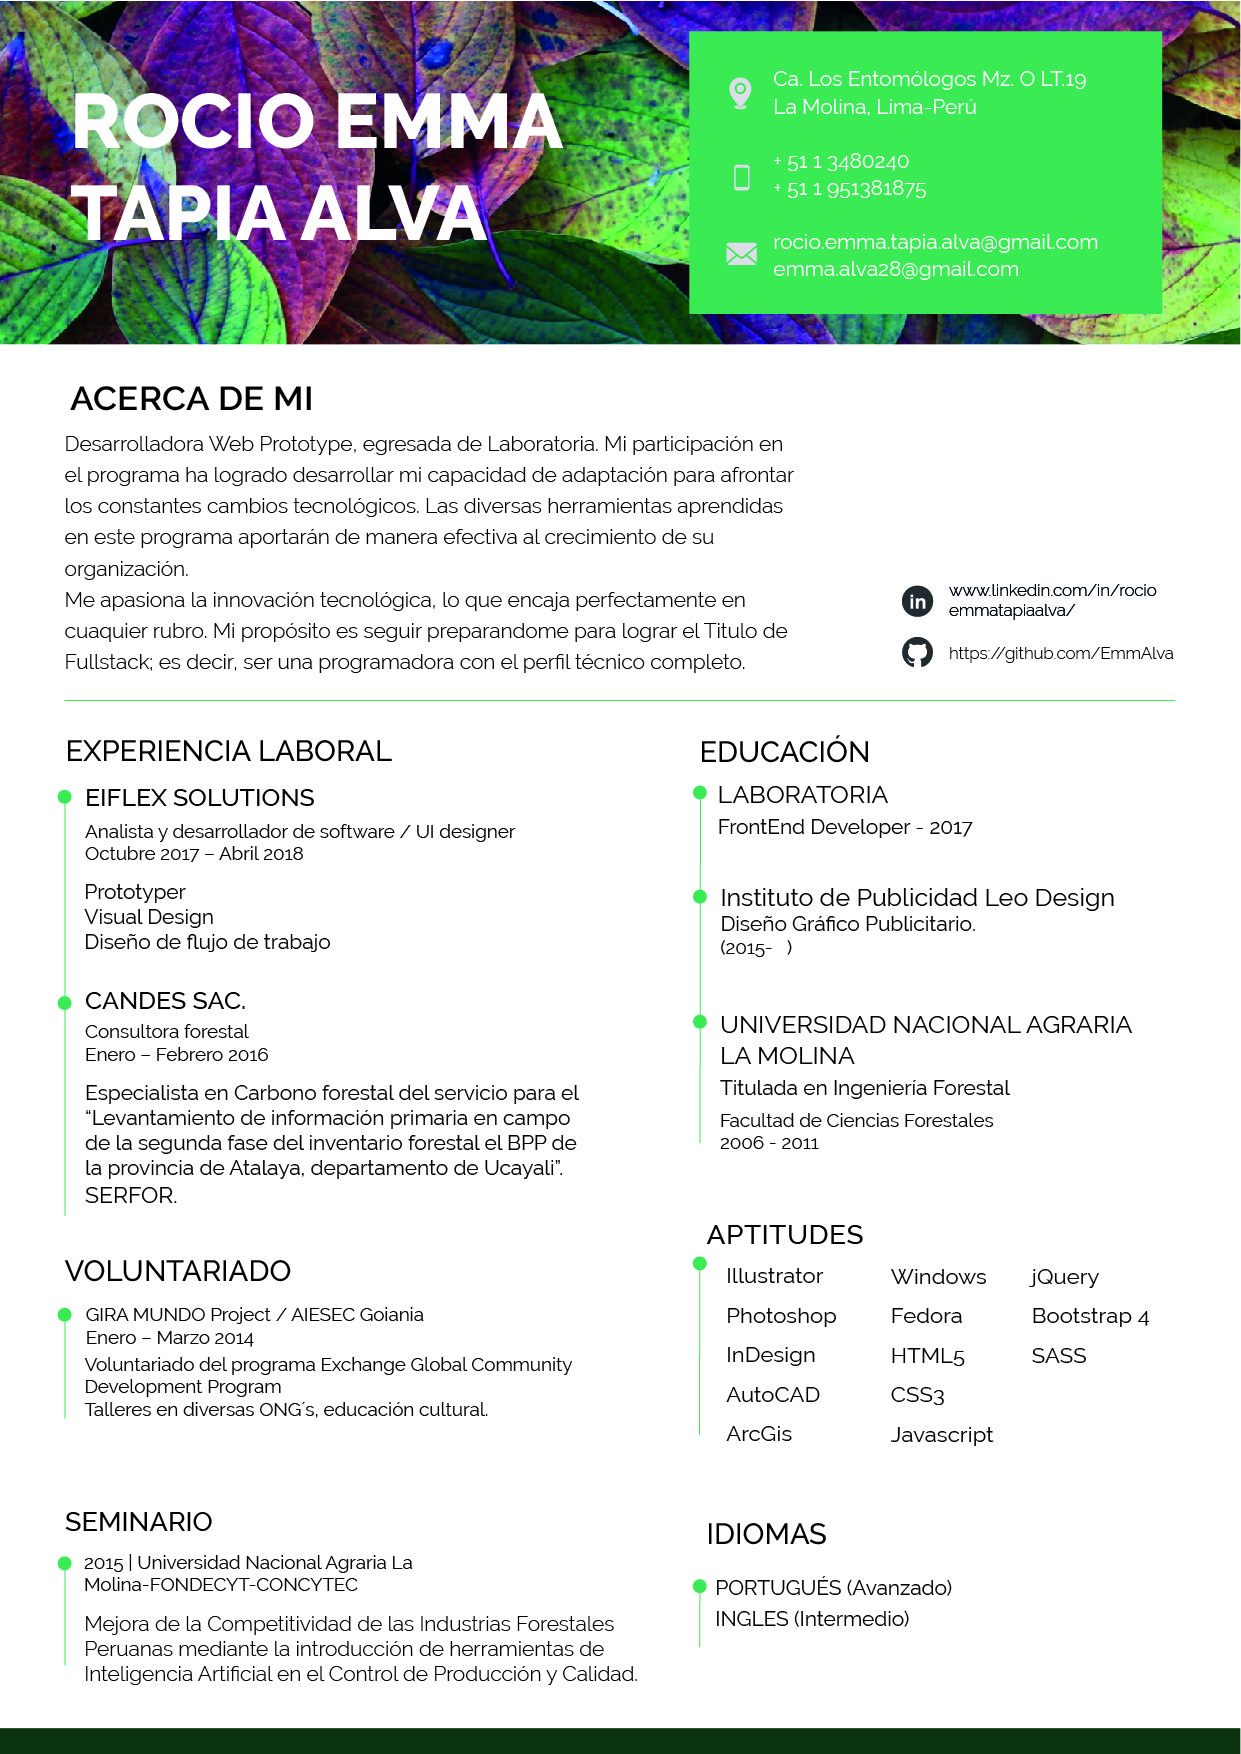 ROCIO EMMA
TAPIA ALVA
Ca. Los Entomólogos Mz. O LT.19
La Molina, Lima-Perú
+ 51 1 3480240
+ 51 1 951381875
rocio.emma.tapia.alva@gmail.com
emma.alva28@gmail.com
ACERCA DE MI
Desarrolladora Web Prototype, egresada de Laboratoria. Mi participación en
el programa ha logrado desarrollar mi capacidad de adaptación para afrontar
los constantes cambios tecnológicos. Las diversas herramientas aprendidas
en este programa aportarán de manera efectiva al crecimiento de su
organización.
Me apasiona la innovación tecnológica, lo que encaja perfectamente en
cuaquier rubro. Mi propósito es seguir preparandome para lograr el Titulo de
Fullstack; es decir, ser una programadora con el perfil técnico completo.
in
www.linkedin.com/in/rocio
emmatapiaalva/
https://github.com/EmmAlva
EXPERIENCIA LABORAL
EIFLEX SOLUTIONS
Analista y desarrollador de software / UI designer
Octubre 2017 – Abril 2018
Prototyper
Visual Design
Diseño de flujo de trabajo
CANDES SAC.
Consultora forestal
Enero – Febrero 2016
Especialista en Carbono forestal del servicio para el
“Levantamiento de información primaria en campo
de la segunda fase del inventario forestal el BPP de
la provincia de Atalaya, departamento de Ucayali”.
SERFOR.
VOLUNTARIADO
GIRA MUNDO Project / AIESEC Goiania
Enero – Marzo 2014
Voluntariado del programa Exchange Global Community
Development Program
Talleres en diversas ONG´s, educación cultural.
SEMINARIO
2015 | Universidad Nacional Agraria La
Molina-FONDECYT-CONCYTEC
Mejora de la Competitividad de las Industrias Forestales
Peruanas mediante la introducción de herramientas de
Inteligencia Artificial en el Control de Producción y Calidad.
EDUCACIÓN
LABORATORIA
FrontEnd Developer - 2017
Instituto de Publicidad Leo Design
Diseño Gráfico Publicitario.
(2015-   )
UNIVERSIDAD NACIONAL AGRARIA
LA MOLINA
Titulada en Ingeniería Forestal
Facultad de Ciencias Forestales
2006 - 2011
APTITUDES
Illustrator
Photoshop
InDesign
AutoCAD
ArcGis
Windows
Fedora
HTML5
CSS3
Javascript
jQuery
Bootstrap 4
SASS
IDIOMAS
PORTUGUÉS (Avanzado)
INGLES (Intermedio)